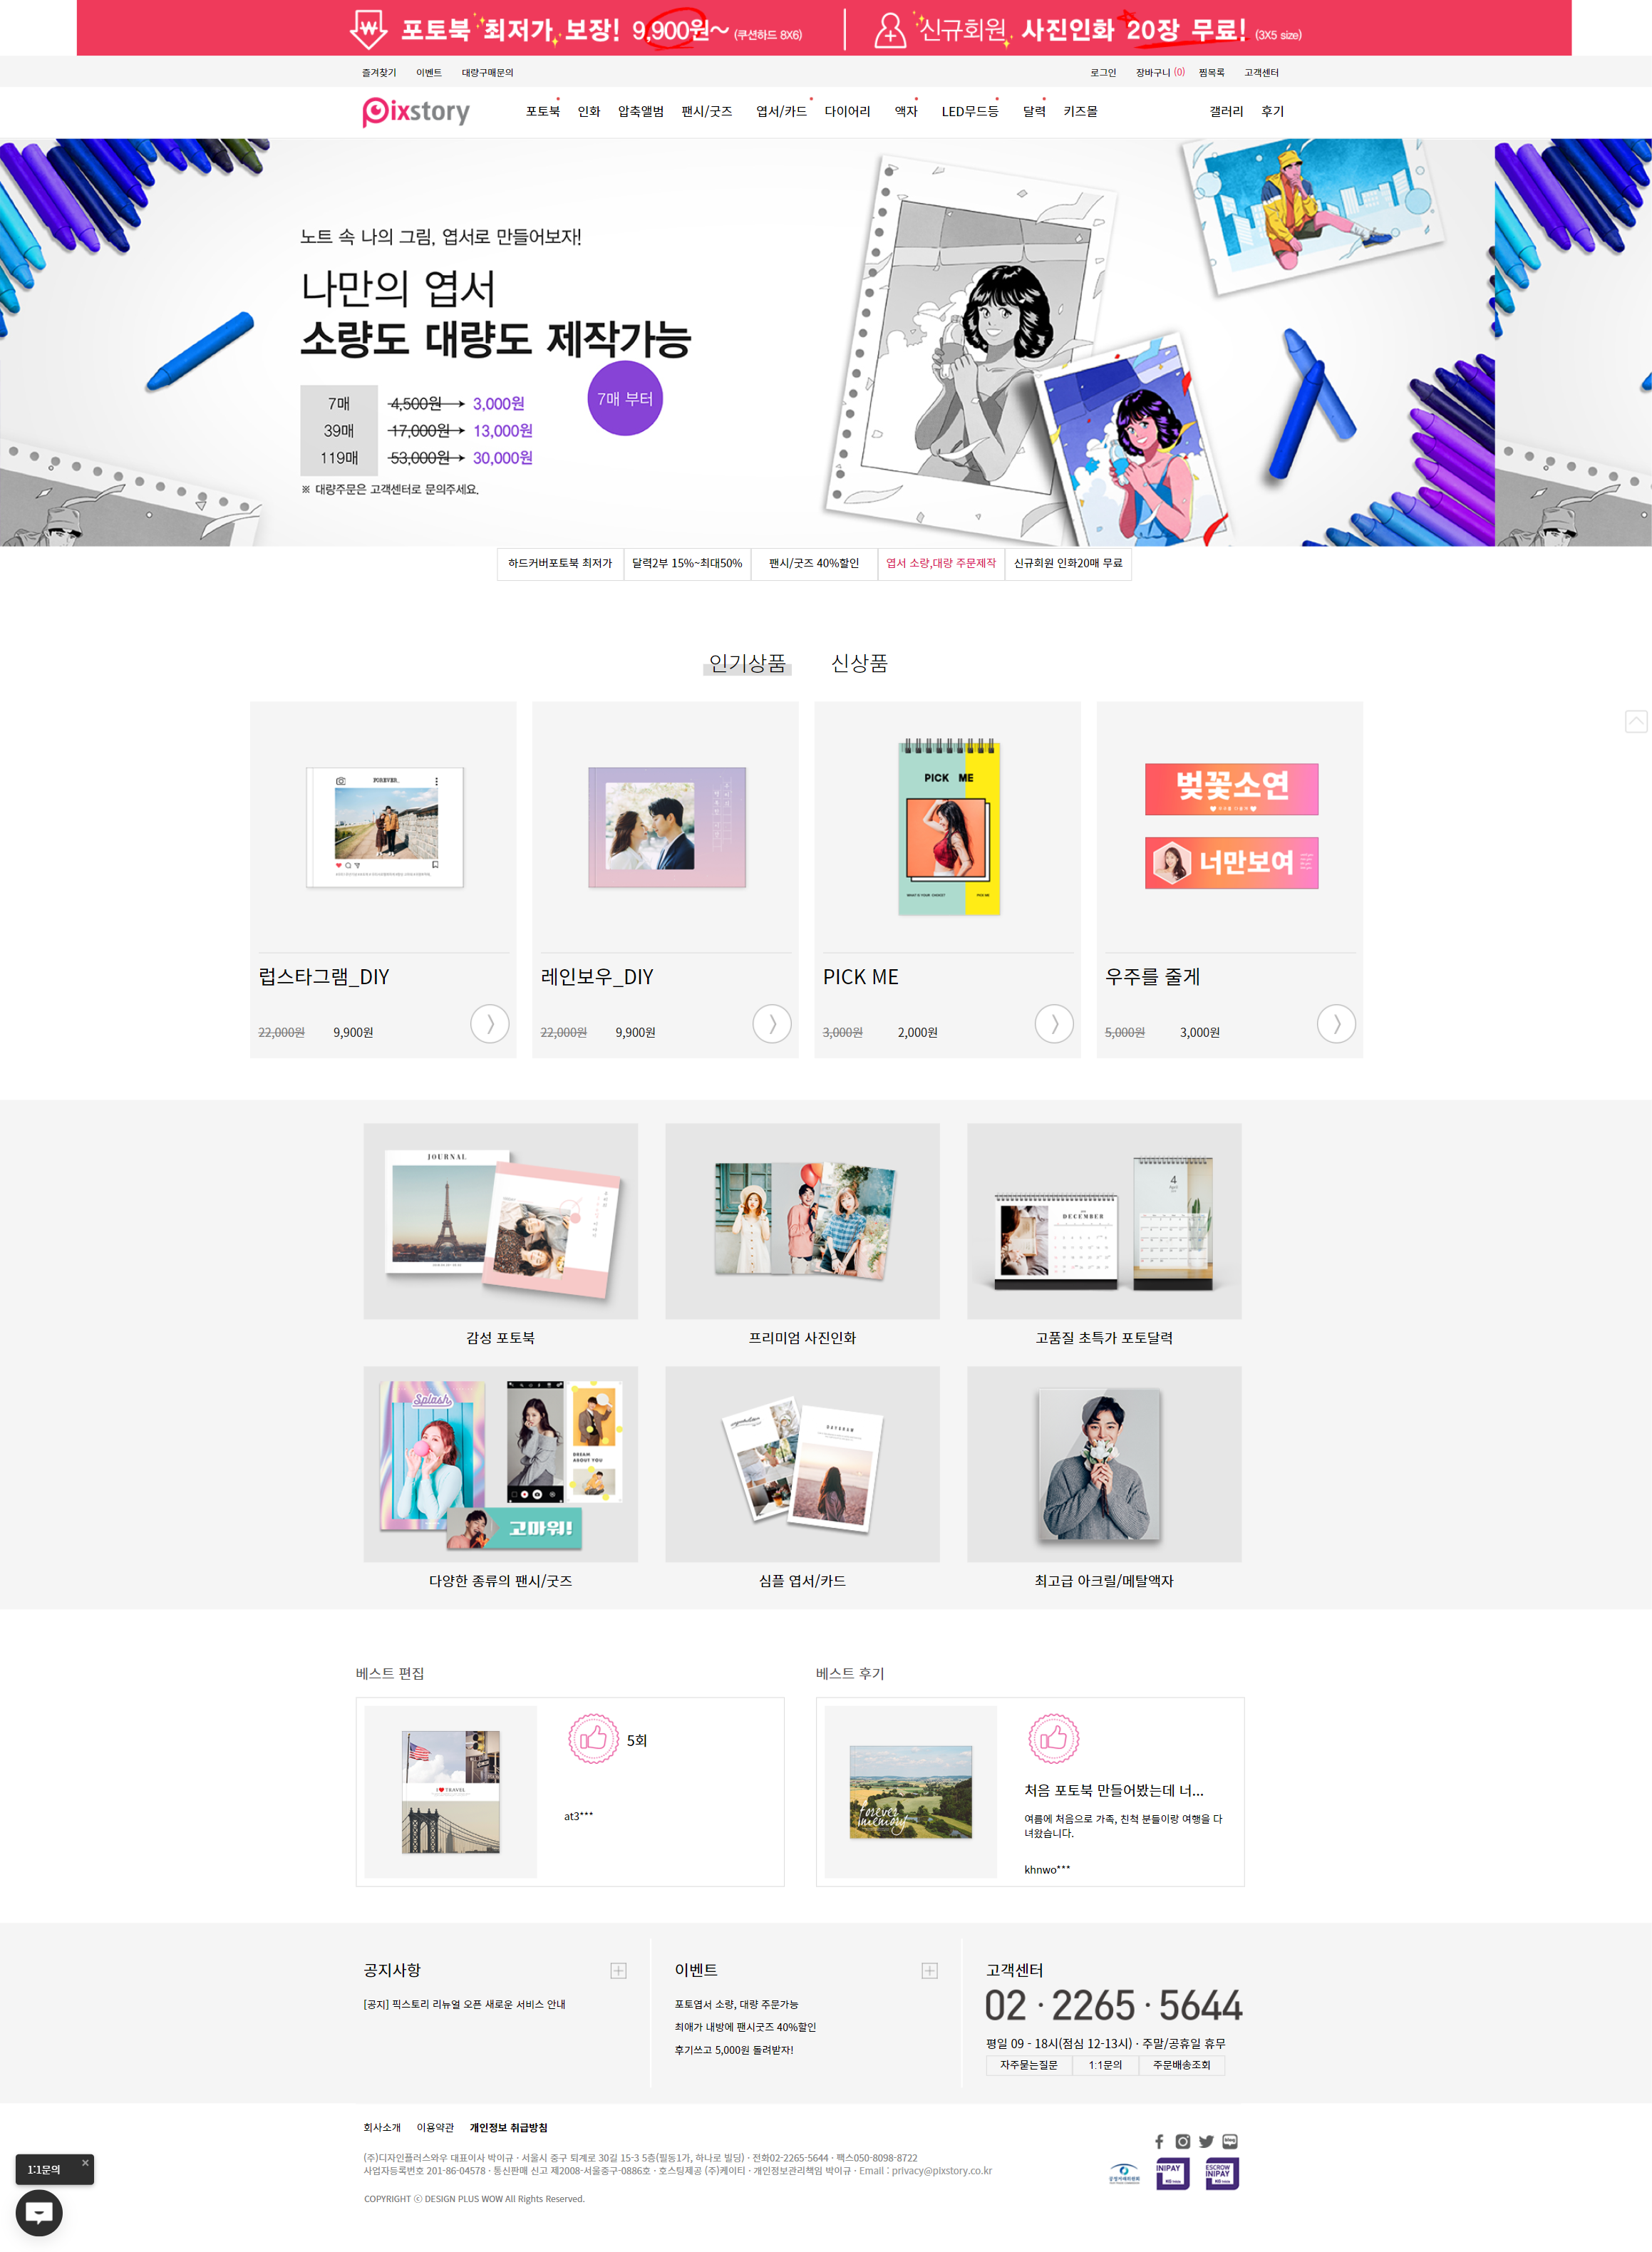 포토북 최저가 보장! 9,900원~ (쿠션하드 8X6)
신규회원 사진인화 20장 무료! (3X5 size)
즐겨찾기 이벤트 대량구매문의
로그인 장바구니 (0) 찜목록 고객센터
Pixstory
포토북 인화 압축앨범 팬시/굿즈 엽서/카드 다이어리 액자 LED무드등 달력 키즈몰 갤러리 후기
노트 속 나의 그림, 엽서로 만들어보자!
나만의 엽서
소량도 대량도 제작가능
7매 부터
7매 4,500원 3,000원
39매 17,000원 13,000원
119매 53,000원 30,000원
※ 대량주문은 고객센터로 문의주세요.
하드커버포토북 최저가
달력2부 15%~최대50%
팬시/굿즈 40%할인
엽서 소량,대량 주문제작
신규회원 인화20매 무료
인기상품 신상품
FOREVER_
PICK ME
WHAT IS YOUR CHOICE? PICK ME
벚꽃소연
너만보여
럽스타그램_DIY
22,000원 9,900원
레인보우_DIY
22,000원 9,900원
PICK ME
3,000원 2,000원
우주를 줄게
5,000원 3,000원
JOURNAL
DECEMBER
4
감성 포토북
프리미엄 사진인화
고품질 초특가 포토달력
Splash
DREAM
ABOUT YOU
고마워!
다양한 종류의 팬시/굿즈
심플 엽서/카드
최고급 아크릴/메탈액자
베스트 편집
I TRAVEL
5회
at3***
베스트 후기
Forever
memory
처음 포토북 만들어봤는데 너...
여름에 처음으로 가족, 친척 분들이랑 여행을 다
녀왔습니다.
khnwo***
공지사항
[공지] 픽스토리 리뉴얼 오픈 새로운 서비스 안내
이벤트
포토엽서 소량, 대량 주문가능
최애가 내방에 팬시굿즈 40%할인
후기쓰고 5,000원 돌려받자!
고객센터
02 · 2265 · 5644
평일 09 - 18시(점심 12-13시) · 주말/공휴일 휴무
자주묻는질문 1:1문의 주문배송조회
회사소개 이용약관 개인정보 취급방침
(주)디자인플러스와우 대표이사 박이규 · 서울시 중구 퇴계로 30길 15-3 5층(필동1가, 하나로 빌딩) · 전화02-2265-5644 · 팩스050-8098-8722
사업자등록번호 201-86-04578 · 통신판매 신고 제2008-서울중구-0886호 · 호스팅제공 (주)케이티 · 개인정보관리책임 박이규 · Email : privacy@pixstory.co.kr
COPYRIGHT ⓒ DESIGN PLUS WOW All Rights Reserved.
blog
공정거래위원회
INIPAY
ESCROW
INIPAY
1:1문의